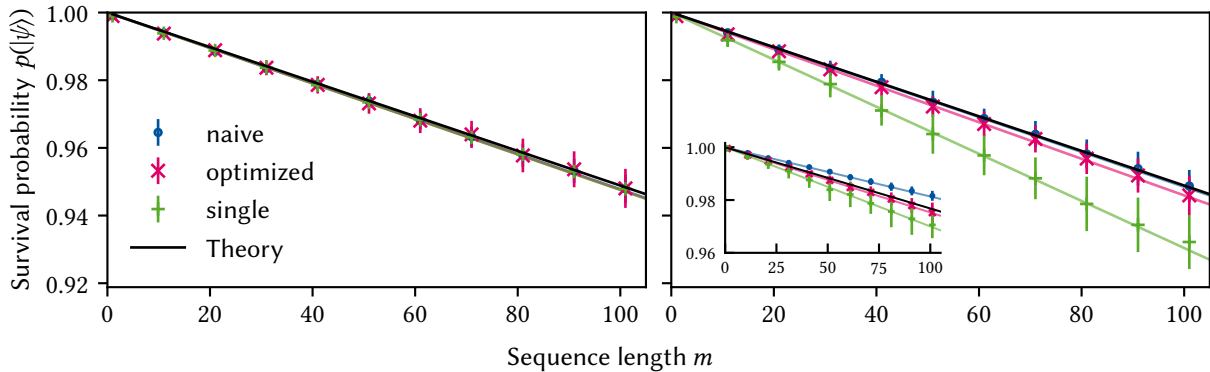 Survival probability p(|ψ⟩)
1.00
0.98
0.96
0.94
0.92
naïve
optimized
single
Theory
0 20 40 60 80 100
1.00
0.98
0.96
0 25 50 75 100
0 20 40 60 80 100
Sequence length m